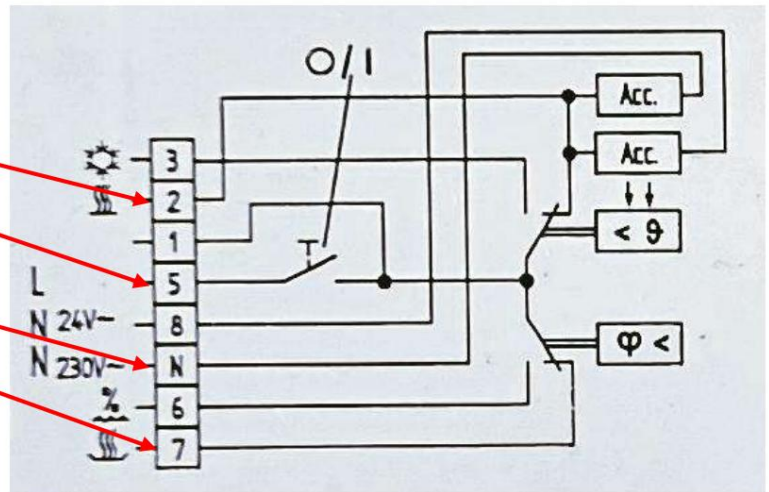 O/I
Acc.
Acc.
3
2
1
L 5
N 24V~ 8
N 230V~ N
% 6
7
< ϑ
φ <